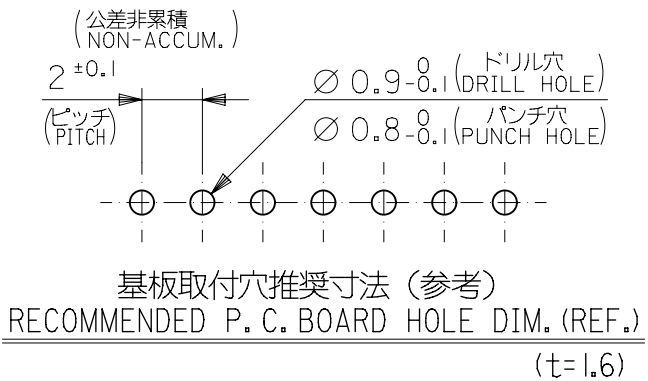 (公差非累積
NON-ACCUM.)
2 ±0.1
(ピッチ
PITCH)
∅ 0.9 0 -0.1 (ドリル穴
DRILL HOLE)
∅ 0.8 0 -0.1 (パンチ穴
PUNCH HOLE)
基板取付穴推奨寸法 (参考)
RECOMMENDED P.C.BOARD HOLE DIM.(REF.)
(t=1.6)